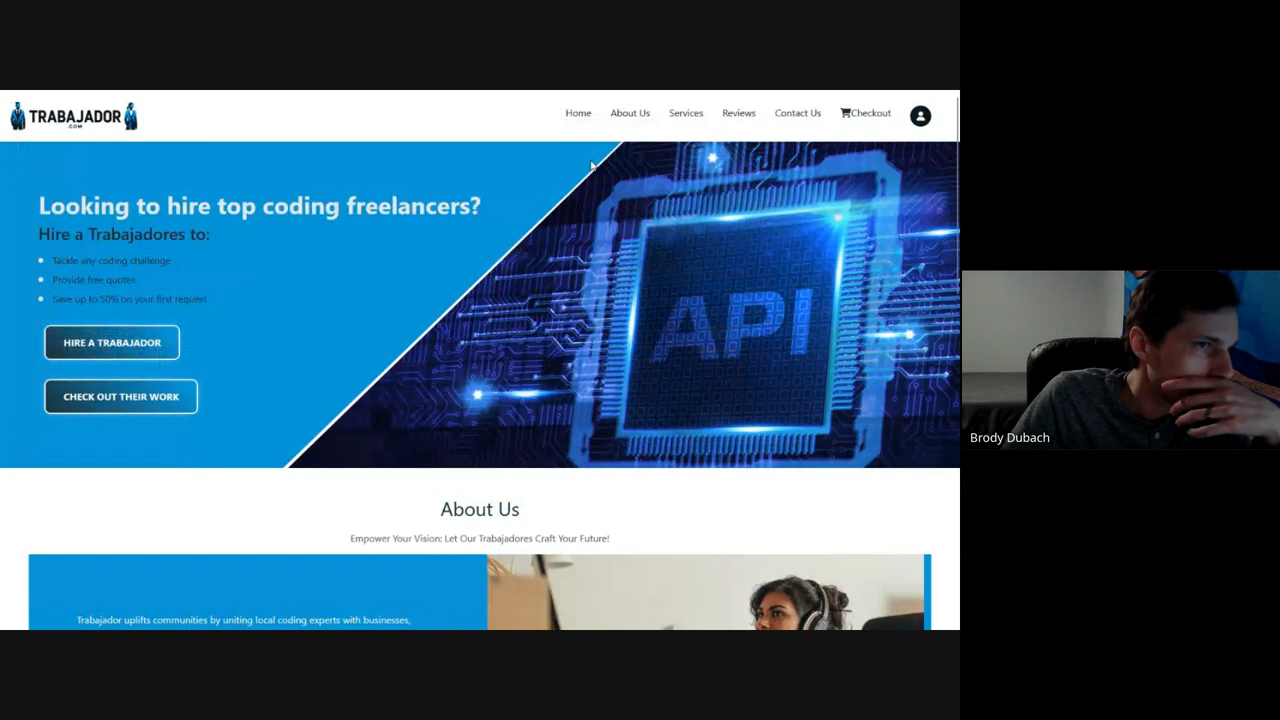 TRABAJADOR
.COM
Home About Us Services Reviews Contact Us Checkout
Looking to hire top coding freelancers?
Hire a Trabajadores to:
Tackle any coding challenge
Provide free quotes
Save up to 50% on your first request
HIRE A TRABAJADOR
CHECK OUT THEIR WORK
API
Brody Dubach
About Us
Empower Your Vision: Let Our Trabajadores Craft Your Future!
Trabajador uplifts communities by uniting local coding experts with businesses,